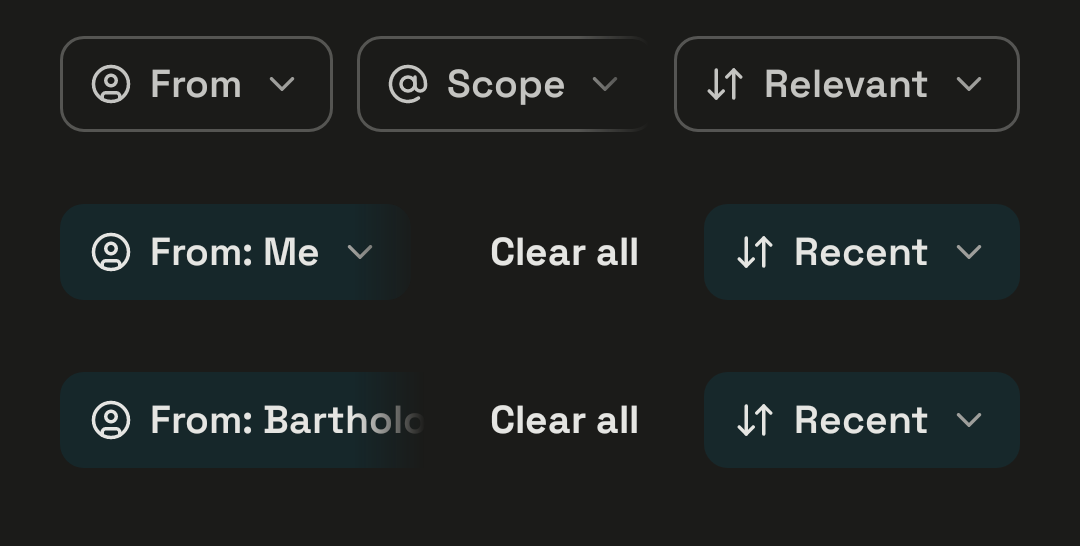 From Scope Relevant
From: Me Clear all Recent
From: Bartholo Clear all Recent